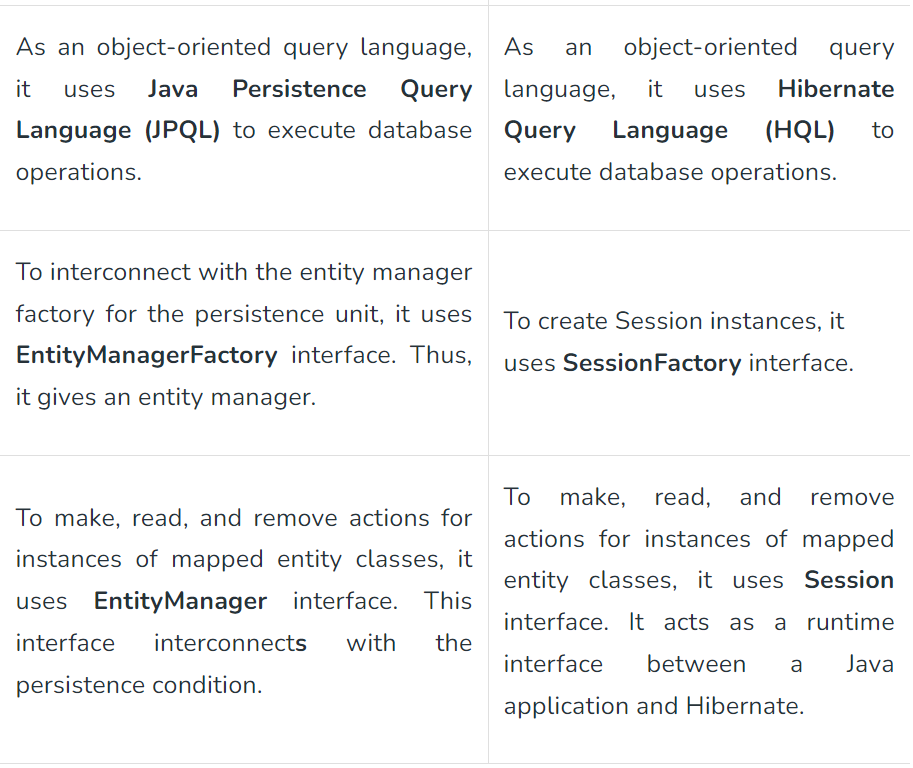 As an object-oriented query language,
it uses Java Persistence Query
Language (JPQL) to execute database
operations.
As an object-oriented query
language, it uses Hibernate
Query Language (HQL) to
execute database operations.
To interconnect with the entity manager
factory for the persistence unit, it uses
EntityManagerFactory interface. Thus,
it gives an entity manager.
To create Session instances, it
uses SessionFactory interface.
To make, read, and remove actions for
instances of mapped entity classes, it
uses EntityManager interface. This
interface interconnects with the
persistence condition.
To make, read, and remove
actions for instances of mapped
entity classes, it uses Session
interface. It acts as a runtime
interface between a Java
application and Hibernate.